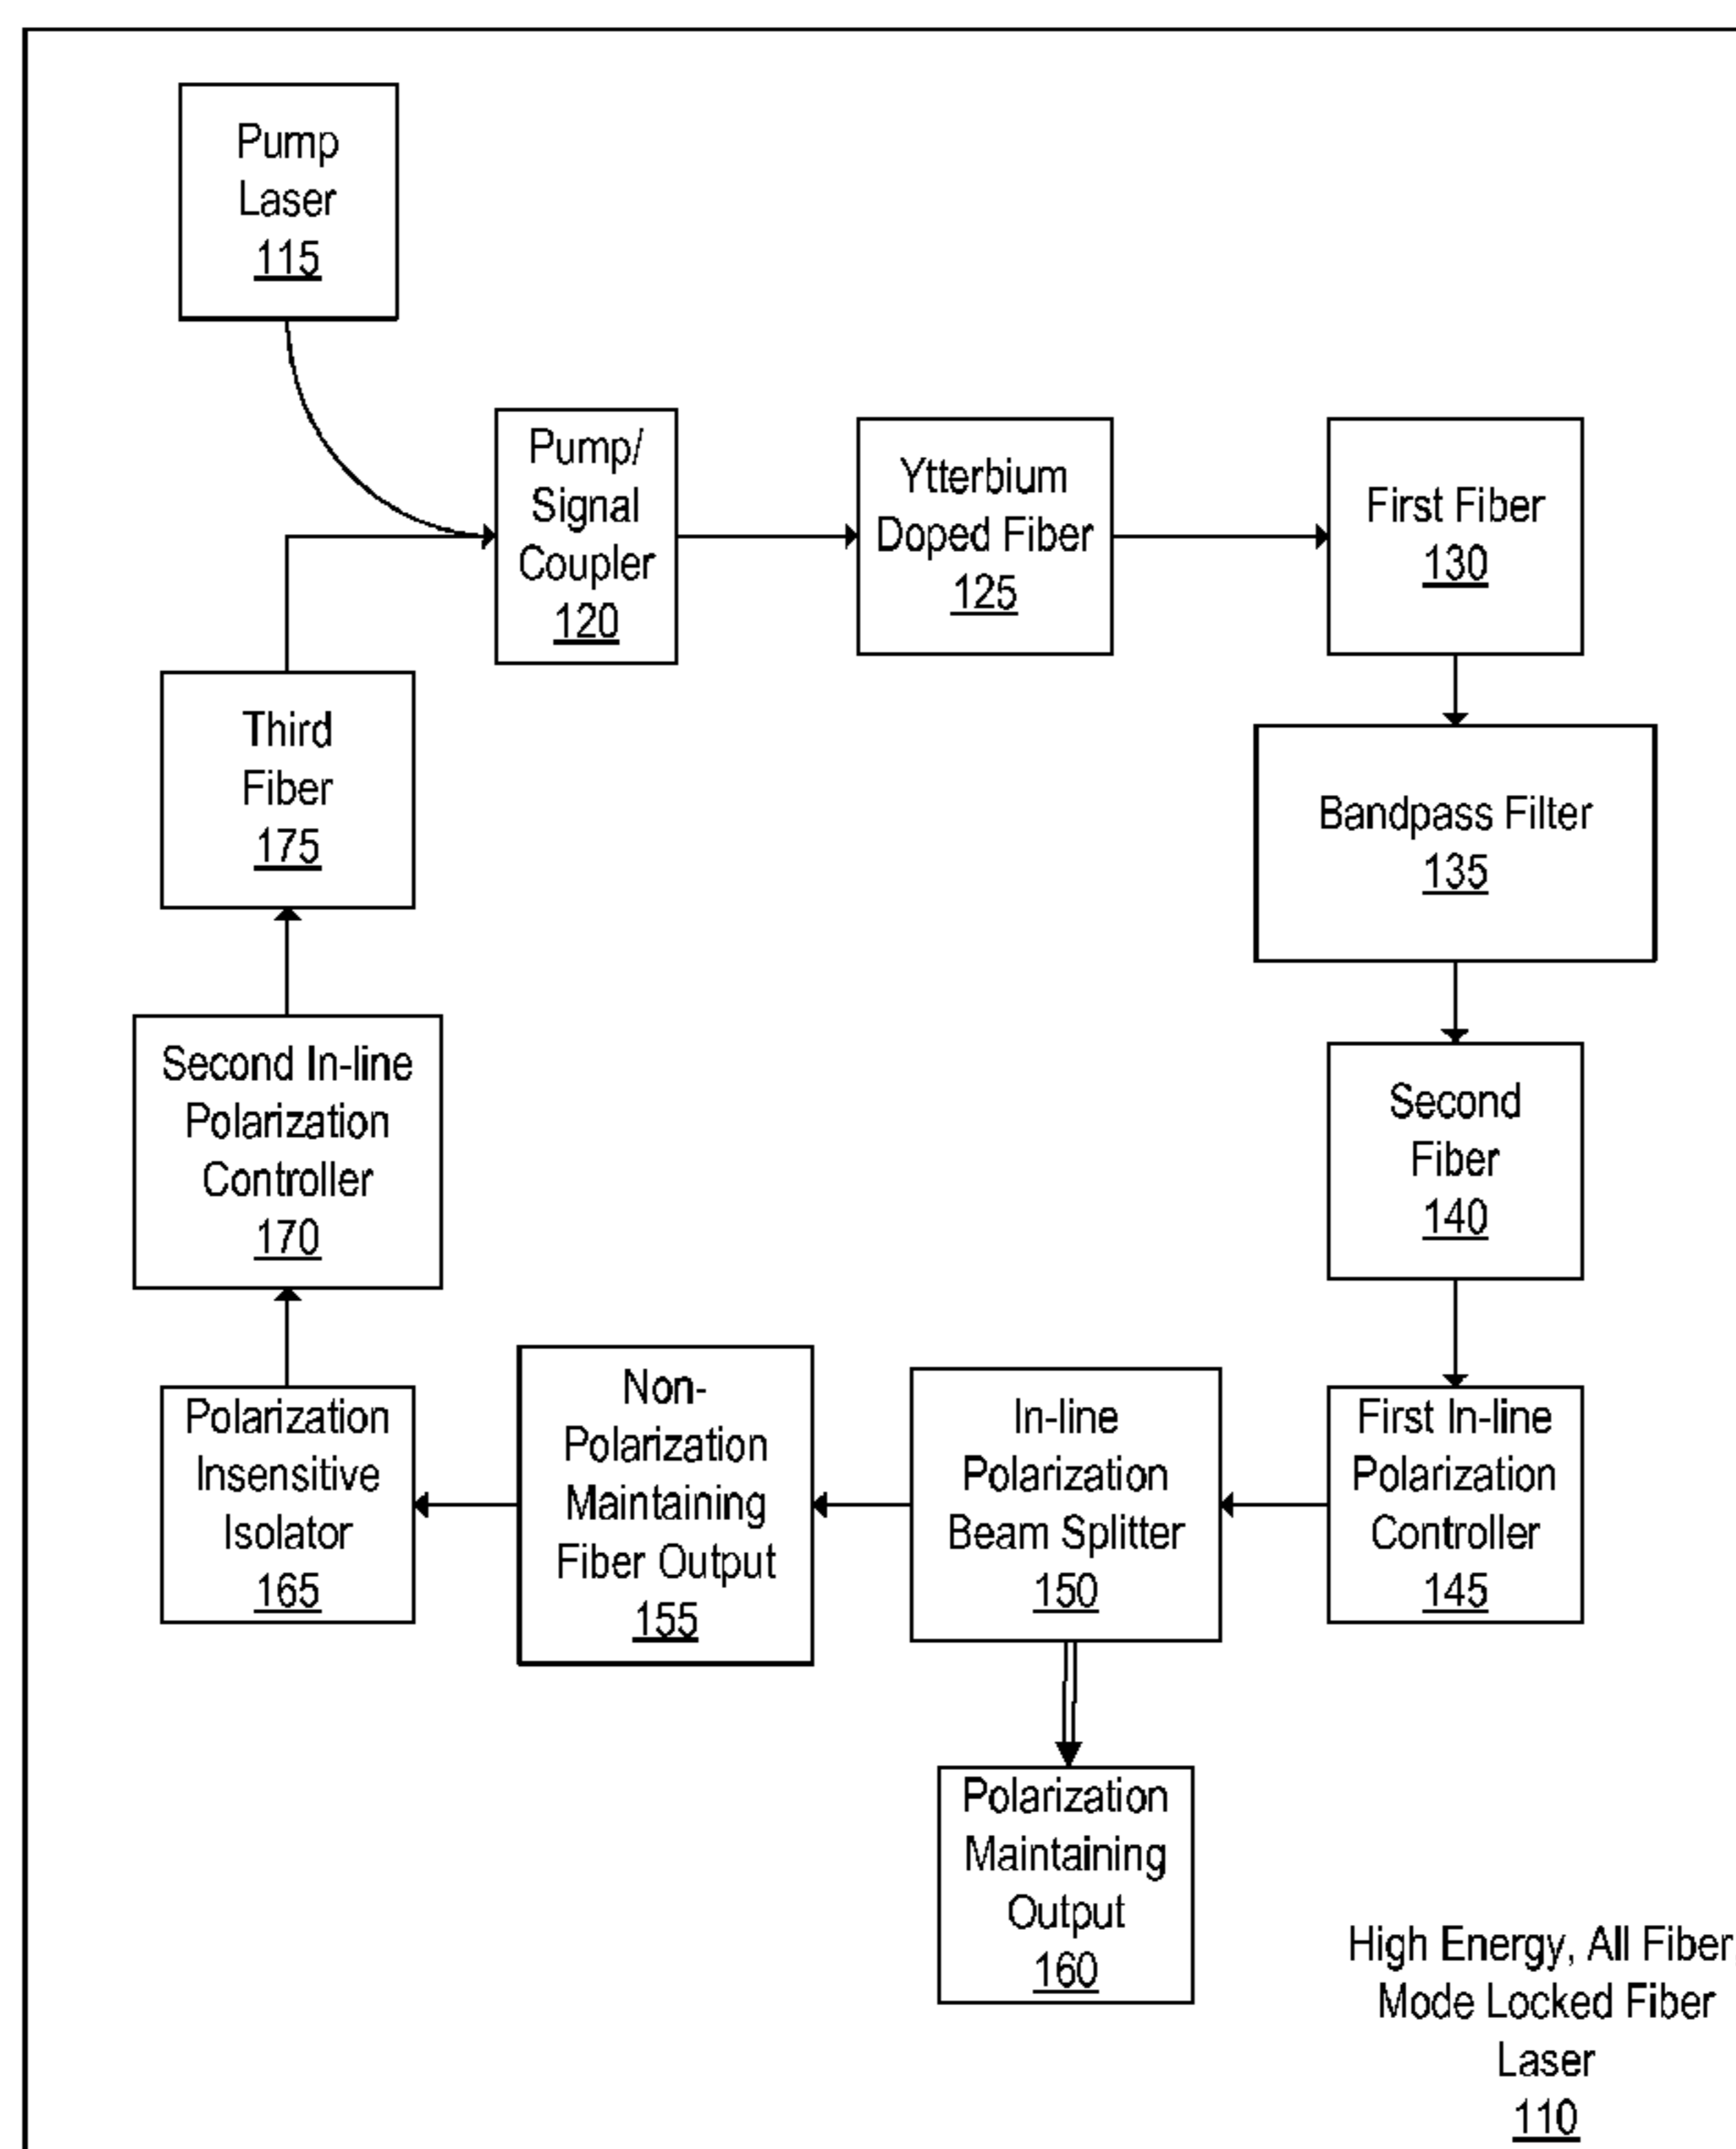 Pump
Laser
115
Pump/
Signal
Coupler
120
Ytterbium
Doped Fiber
125
First Fiber
130
Third
Fiber
175
Bandpass Filter
135
Second In-line
Polarization
Controller
170
Second
Fiber
140
Polarization
Insensitive
Isolator
165
Non-
Polarization
Maintaining
Fiber Output
155
In-line
Polarization
Beam Splitter
150
First In-line
Polarization
Controller
145
Polarization
Maintaining
Output
160
High Energy, All Fiber,
Mode Locked Fiber
Laser
110